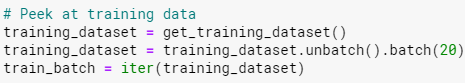 # Peek at training data
training_dataset = get_training_dataset()
training_dataset = training_dataset.unbatch().batch(20)
train_batch = iter(training_dataset)